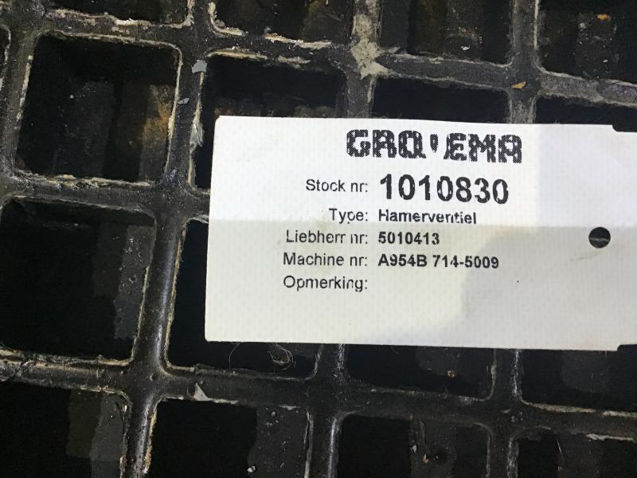 GRO'EMA
Stock nr: 1010830
Type: Hamerventiel
Liebherr nr: 5010413
Machine nr: A954B 714-5009
Opmerking: